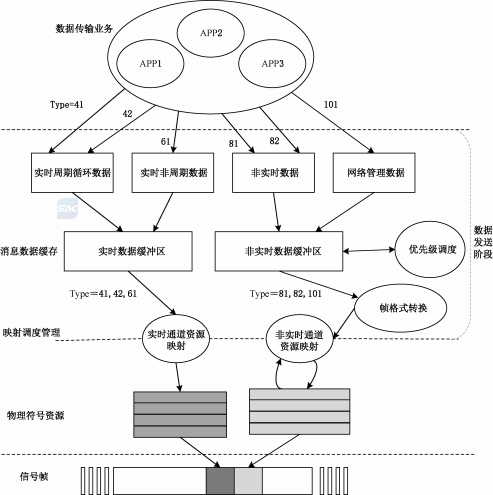 数据传输业务
APP2
APP1
APP3
Type=41
42
61
81
82
101
实时周期循环数据
实时非周期数据
非实时数据
网络管理数据
数据发送阶段
消息数据缓存
实时数据缓冲区
非实时数据缓冲区
优先级调度
Type=41, 42, 61
Type=81, 82, 101
帧格式转换
映射调度管理
实时通道资源
映射
非实时通道
资源映射
物理符号资源
信号帧